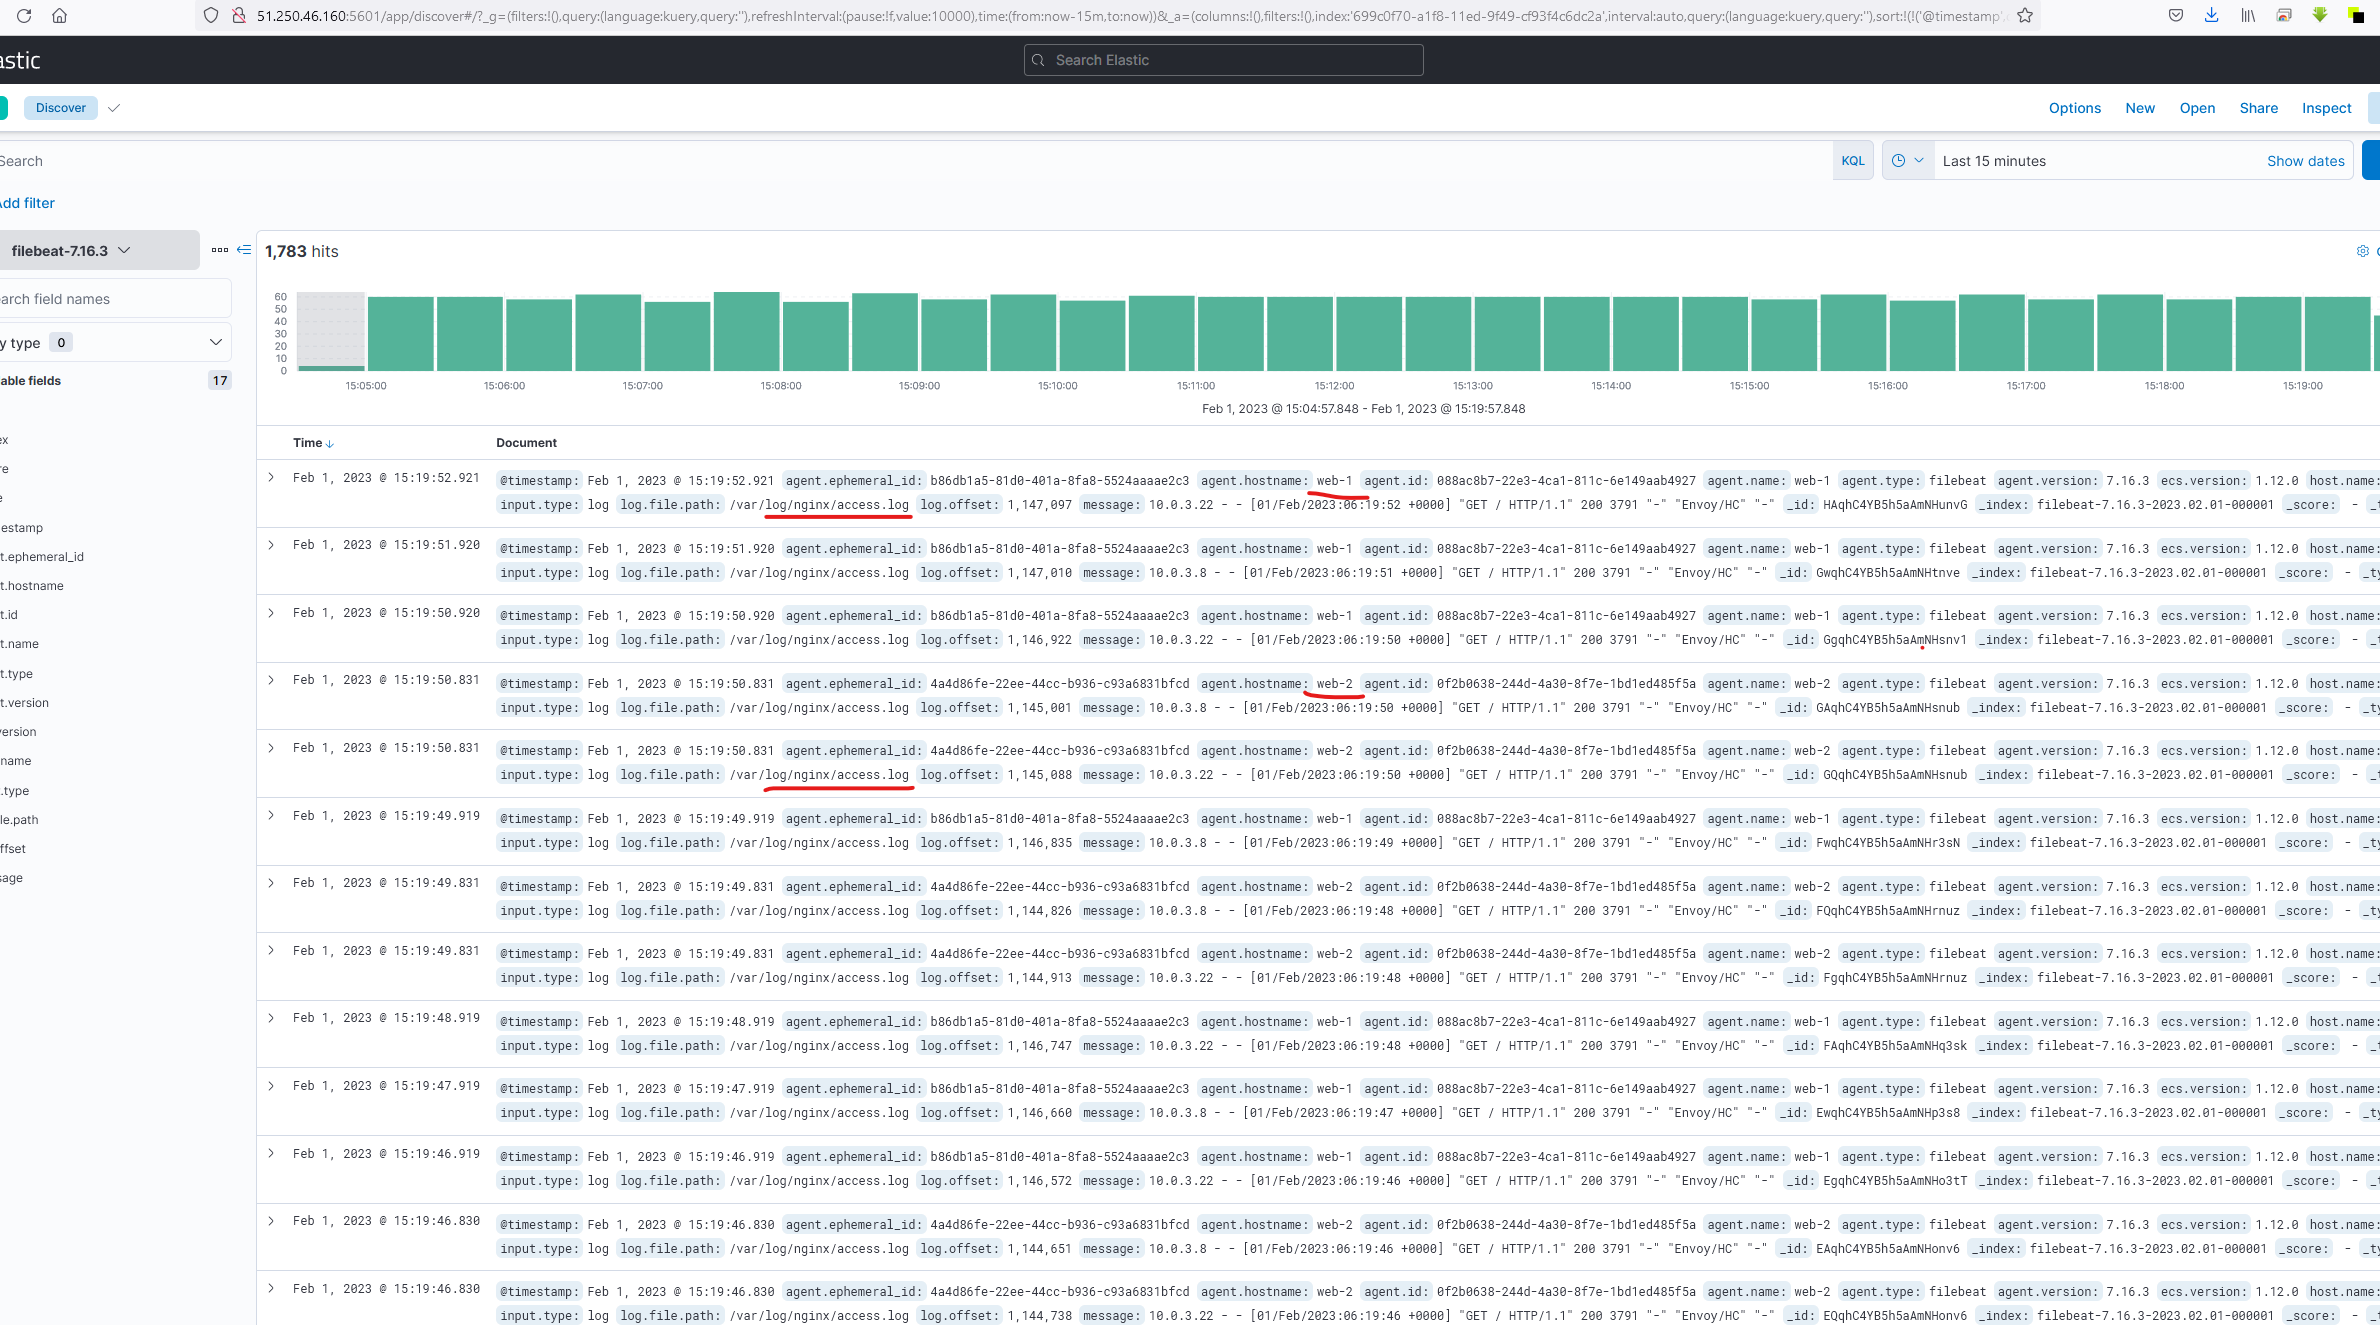 51.250.46.160:5601/app/discover#/?_g=(filters:!(),query:(language:kuery,query:''),refreshInterval:(pause:!f,value:10000),time:(from:now-15m,to:now))&_a=(columns:!(),filters:!(),index:'699c0f70-a1f8-11ed-9f49-cf93f4c6dc2a',interval:auto,query:(language:kuery,query:''),sort:!(!('@timestamp',
astic
Search Elastic
Discover
Options New Open Share Inspect
Search
KQL Last 15 minutes Show dates
Add filter
filebeat-7.16.3
1,783 hits
arch field names
y type 0
able fields 17
60
50
40
30
20
10
0
15:05:00 15:06:00 15:07:00 15:08:00 15:09:00 15:10:00 15:11:00 15:12:00 15:13:00 15:14:00 15:15:00 15:16:00 15:17:00 15:18:00 15:19:00
Feb 1, 2023 @ 15:04:57.848 - Feb 1, 2023 @ 15:19:57.848
ex
re
e
estamp
t.ephemeral_id
t.hostname
t.id
t.name
t.type
t.version
version
name
.type
le.path
ffset
sage
Time Document
Feb 1, 2023 @ 15:19:52.921 @timestamp: Feb 1, 2023 @ 15:19:52.921 agent.ephemeral_id: b86db1a5-81d0-401a-8fa8-5524aaaae2c3 agent.hostname: web-1 agent.id: 088ac8b7-22e3-4ca1-811c-6e149aab4927 agent.name: web-1 agent.type: filebeat agent.version: 7.16.3 ecs.version: 1.12.0 host.name:
input.type: log log.file.path: /var/log/nginx/access.log log.offset: 1,147,097 message: 10.0.3.22 - - [01/Feb/2023:06:19:52 +0000] "GET / HTTP/1.1" 200 3791 "-" "Envoy/HC" "-" _id: HAqhC4YB5h5aAmNHunvG _index: filebeat-7.16.3-2023.02.01-000001 _score: -
Feb 1, 2023 @ 15:19:51.920 @timestamp: Feb 1, 2023 @ 15:19:51.920 agent.ephemeral_id: b86db1a5-81d0-401a-8fa8-5524aaaae2c3 agent.hostname: web-1 agent.id: 088ac8b7-22e3-4ca1-811c-6e149aab4927 agent.name: web-1 agent.type: filebeat agent.version: 7.16.3 ecs.version: 1.12.0 host.name:
input.type: log log.file.path: /var/log/nginx/access.log log.offset: 1,147,010 message: 10.0.3.8 - - [01/Feb/2023:06:19:51 +0000] "GET / HTTP/1.1" 200 3791 "-" "Envoy/HC" "-" _id: GwqhC4YB5h5aAmNHtnve _index: filebeat-7.16.3-2023.02.01-000001 _score: - _ty
Feb 1, 2023 @ 15:19:50.920 @timestamp: Feb 1, 2023 @ 15:19:50.920 agent.ephemeral_id: b86db1a5-81d0-401a-8fa8-5524aaaae2c3 agent.hostname: web-1 agent.id: 088ac8b7-22e3-4ca1-811c-6e149aab4927 agent.name: web-1 agent.type: filebeat agent.version: 7.16.3 ecs.version: 1.12.0 host.name:
input.type: log log.file.path: /var/log/nginx/access.log log.offset: 1,146,922 message: 10.0.3.22 - - [01/Feb/2023:06:19:50 +0000] "GET / HTTP/1.1" 200 3791 "-" "Envoy/HC" "-" _id: GgqhC4YB5h5aAmNHsnv1 _index: filebeat-7.16.3-2023.02.01-000001 _score: -
Feb 1, 2023 @ 15:19:50.831 @timestamp: Feb 1, 2023 @ 15:19:50.831 agent.ephemeral_id: 4a4d86fe-22ee-44cc-b936-c93a6831bfcd agent.hostname: web-2 agent.id: 0f2b0638-244d-4a30-8f7e-1bd1ed485f5a agent.name: web-2 agent.type: filebeat agent.version: 7.16.3 ecs.version: 1.12.0 host.name:
input.type: log log.file.path: /var/log/nginx/access.log log.offset: 1,145,001 message: 10.0.3.8 - - [01/Feb/2023:06:19:50 +0000] "GET / HTTP/1.1" 200 3791 "-" "Envoy/HC" "-" _id: GAqhC4YB5h5aAmNHsnub _index: filebeat-7.16.3-2023.02.01-000001 _score: - _ty
Feb 1, 2023 @ 15:19:50.831 @timestamp: Feb 1, 2023 @ 15:19:50.831 agent.ephemeral_id: 4a4d86fe-22ee-44cc-b936-c93a6831bfcd agent.hostname: web-2 agent.id: 0f2b0638-244d-4a30-8f7e-1bd1ed485f5a agent.name: web-2 agent.type: filebeat agent.version: 7.16.3 ecs.version: 1.12.0 host.name:
input.type: log log.file.path: /var/log/nginx/access.log log.offset: 1,145,088 message: 10.0.3.22 - - [01/Feb/2023:06:19:50 +0000] "GET / HTTP/1.1" 200 3791 "-" "Envoy/HC" "-" _id: GQqhC4YB5h5aAmNHsnub _index: filebeat-7.16.3-2023.02.01-000001 _score: -
Feb 1, 2023 @ 15:19:49.919 @timestamp: Feb 1, 2023 @ 15:19:49.919 agent.ephemeral_id: b86db1a5-81d0-401a-8fa8-5524aaaae2c3 agent.hostname: web-1 agent.id: 088ac8b7-22e3-4ca1-811c-6e149aab4927 agent.name: web-1 agent.type: filebeat agent.version: 7.16.3 ecs.version: 1.12.0 host.name:
input.type: log log.file.path: /var/log/nginx/access.log log.offset: 1,146,835 message: 10.0.3.8 - - [01/Feb/2023:06:19:49 +0000] "GET / HTTP/1.1" 200 3791 "-" "Envoy/HC" "-" _id: FwqhC4YB5h5aAmNHr3sN _index: filebeat-7.16.3-2023.02.01-000001 _score: - _ty
Feb 1, 2023 @ 15:19:49.831 @timestamp: Feb 1, 2023 @ 15:19:49.831 agent.ephemeral_id: 4a4d86fe-22ee-44cc-b936-c93a6831bfcd agent.hostname: web-2 agent.id: 0f2b0638-244d-4a30-8f7e-1bd1ed485f5a agent.name: web-2 agent.type: filebeat agent.version: 7.16.3 ecs.version: 1.12.0 host.name:
input.type: log log.file.path: /var/log/nginx/access.log log.offset: 1,144,826 message: 10.0.3.8 - - [01/Feb/2023:06:19:48 +0000] "GET / HTTP/1.1" 200 3791 "-" "Envoy/HC" "-" _id: FQqhC4YB5h5aAmNHrnuz _index: filebeat-7.16.3-2023.02.01-000001 _score: - _ty
Feb 1, 2023 @ 15:19:49.831 @timestamp: Feb 1, 2023 @ 15:19:49.831 agent.ephemeral_id: 4a4d86fe-22ee-44cc-b936-c93a6831bfcd agent.hostname: web-2 agent.id: 0f2b0638-244d-4a30-8f7e-1bd1ed485f5a agent.name: web-2 agent.type: filebeat agent.version: 7.16.3 ecs.version: 1.12.0 host.name:
input.type: log log.file.path: /var/log/nginx/access.log log.offset: 1,144,913 message: 10.0.3.22 - - [01/Feb/2023:06:19:48 +0000] "GET / HTTP/1.1" 200 3791 "-" "Envoy/HC" "-" _id: FgqhC4YB5h5aAmNHrnuz _index: filebeat-7.16.3-2023.02.01-000001 _score: -
Feb 1, 2023 @ 15:19:48.919 @timestamp: Feb 1, 2023 @ 15:19:48.919 agent.ephemeral_id: b86db1a5-81d0-401a-8fa8-5524aaaae2c3 agent.hostname: web-1 agent.id: 088ac8b7-22e3-4ca1-811c-6e149aab4927 agent.name: web-1 agent.type: filebeat agent.version: 7.16.3 ecs.version: 1.12.0 host.name:
input.type: log log.file.path: /var/log/nginx/access.log log.offset: 1,146,747 message: 10.0.3.22 - - [01/Feb/2023:06:19:48 +0000] "GET / HTTP/1.1" 200 3791 "-" "Envoy/HC" "-" _id: FAqhC4YB5h5aAmNHq3sk _index: filebeat-7.16.3-2023.02.01-000001 _score: -
Feb 1, 2023 @ 15:19:47.919 @timestamp: Feb 1, 2023 @ 15:19:47.919 agent.ephemeral_id: b86db1a5-81d0-401a-8fa8-5524aaaae2c3 agent.hostname: web-1 agent.id: 088ac8b7-22e3-4ca1-811c-6e149aab4927 agent.name: web-1 agent.type: filebeat agent.version: 7.16.3 ecs.version: 1.12.0 host.name:
input.type: log log.file.path: /var/log/nginx/access.log log.offset: 1,146,660 message: 10.0.3.8 - - [01/Feb/2023:06:19:47 +0000] "GET / HTTP/1.1" 200 3791 "-" "Envoy/HC" "-" _id: EwqhC4YB5h5aAmNHp3s8 _index: filebeat-7.16.3-2023.02.01-000001 _score: - _ty
Feb 1, 2023 @ 15:19:46.919 @timestamp: Feb 1, 2023 @ 15:19:46.919 agent.ephemeral_id: b86db1a5-81d0-401a-8fa8-5524aaaae2c3 agent.hostname: web-1 agent.id: 088ac8b7-22e3-4ca1-811c-6e149aab4927 agent.name: web-1 agent.type: filebeat agent.version: 7.16.3 ecs.version: 1.12.0 host.name:
input.type: log log.file.path: /var/log/nginx/access.log log.offset: 1,146,572 message: 10.0.3.22 - - [01/Feb/2023:06:19:46 +0000] "GET / HTTP/1.1" 200 3791 "-" "Envoy/HC" "-" _id: EgqhC4YB5h5aAmNHo3tT _index: filebeat-7.16.3-2023.02.01-000001 _score: -
Feb 1, 2023 @ 15:19:46.830 @timestamp: Feb 1, 2023 @ 15:19:46.830 agent.ephemeral_id: 4a4d86fe-22ee-44cc-b936-c93a6831bfcd agent.hostname: web-2 agent.id: 0f2b0638-244d-4a30-8f7e-1bd1ed485f5a agent.name: web-2 agent.type: filebeat agent.version: 7.16.3 ecs.version: 1.12.0 host.name:
input.type: log log.file.path: /var/log/nginx/access.log log.offset: 1,144,651 message: 10.0.3.8 - - [01/Feb/2023:06:19:46 +0000] "GET / HTTP/1.1" 200 3791 "-" "Envoy/HC" "-" _id: EAqhC4YB5h5aAmNHonv6 _index: filebeat-7.16.3-2023.02.01-000001 _score: - _ty
Feb 1, 2023 @ 15:19:46.830 @timestamp: Feb 1, 2023 @ 15:19:46.830 agent.ephemeral_id: 4a4d86fe-22ee-44cc-b936-c93a6831bfcd agent.hostname: web-2 agent.id: 0f2b0638-244d-4a30-8f7e-1bd1ed485f5a agent.name: web-2 agent.type: filebeat agent.version: 7.16.3 ecs.version: 1.12.0 host.name:
input.type: log log.file.path: /var/log/nginx/access.log log.offset: 1,144,738 message: 10.0.3.22 - - [01/Feb/2023:06:19:46 +0000] "GET / HTTP/1.1" 200 3791 "-" "Envoy/HC" "-" _id: EQqhC4YB5h5aAmNHonv6 _index: filebeat-7.16.3-2023.02.01-000001 _score: -